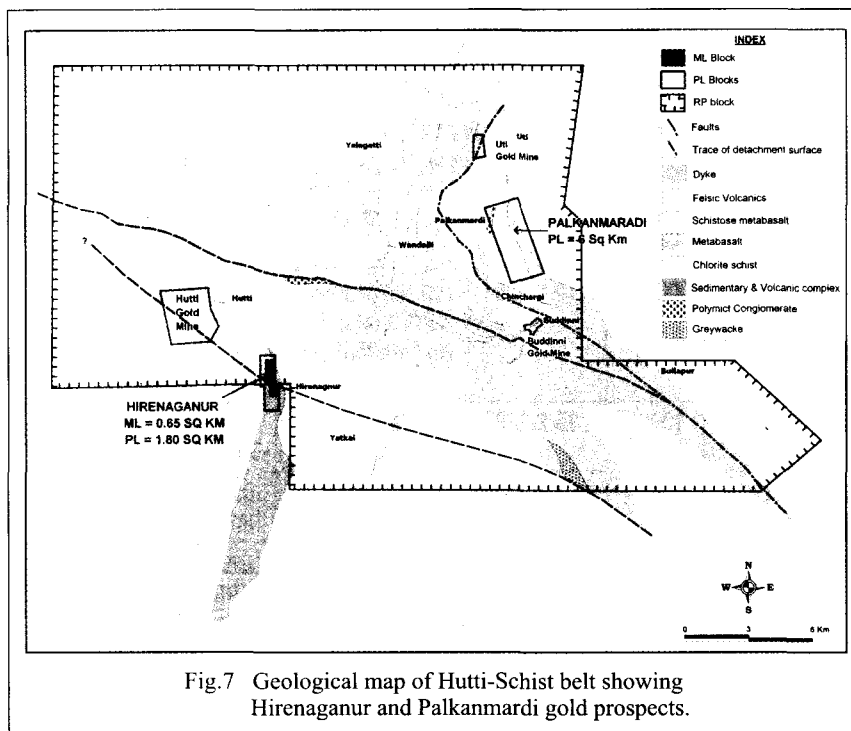 INDEX
ML Block
PL Blocks
RP block
Faults
Trace of detachment surface
Dyke
Felsic Volcanics
Schistose metabasalt
Metabasalt
Chlorite schist
Sedimentary & Volcanic complex
Polymict Conglomerate
Greywacke
Yelagatti
Uti
Uti
Gold Mine
Palkanmardi
PALKANMARADI
PL = 6 Sq Km
Wandalli
?
Hutti
Gold
Mine
Hutti
Chinchargi
Buddinni
Buddinni
Gold Mine
Bullapur
Hirenagnur
HIRENAGANUR
ML = 0.65 SQ KM
PL = 1.80 SQ KM
Yatkal
N
W E
S
0 3 6 Km
Fig.7 Geological map of Hutti-Schist belt showing
Hirenaganur and Palkanmardi gold prospects.